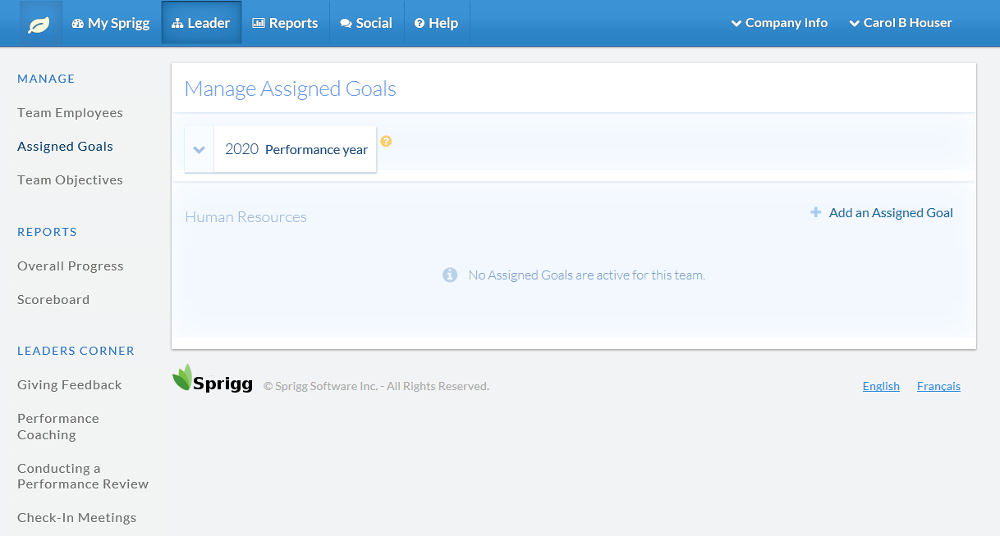 My Sprigg Leader Reports Social Help Company Info Carol B Houser
MANAGE
Team Employees
Assigned Goals
Team Objectives
REPORTS
Overall Progress
Scoreboard
LEADERS CORNER
Giving Feedback
Performance
Coaching
Conducting a
Performance Review
Check-In Meetings
Manage Assigned Goals
2020 Performance year ?
Human Resources
Add an Assigned Goal
No Assigned Goals are active for this team.
Sprigg © Sprigg Software Inc. - All Rights Reserved.
English Français